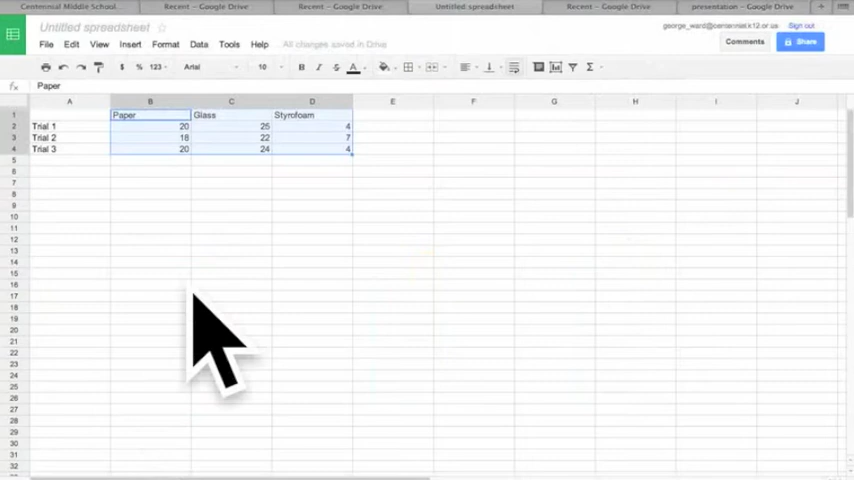 Centennial Middle School... Recent – Google Drive Recent – Google Drive Untitled spreadsheet Recent – Google Drive presentation – Google Drive +
Untitled spreadsheet
Sign out
File Edit View Insert Format Data Tools Help All changes saved in Drive Comments Share
$ % 123 Arial 10 B I S A Σ
fx Paper
A B C D E F G H I J
1 Paper Glass Styrofoam
2 Trial 1 20 25 4
3 Trial 2 18 22 7
4 Trial 3 20 24 4
5
6
7
8
9
10
11
12
13
14
15
16
17
18
19
20
21
22
23
24
25
26
27
28
29
30
31
32